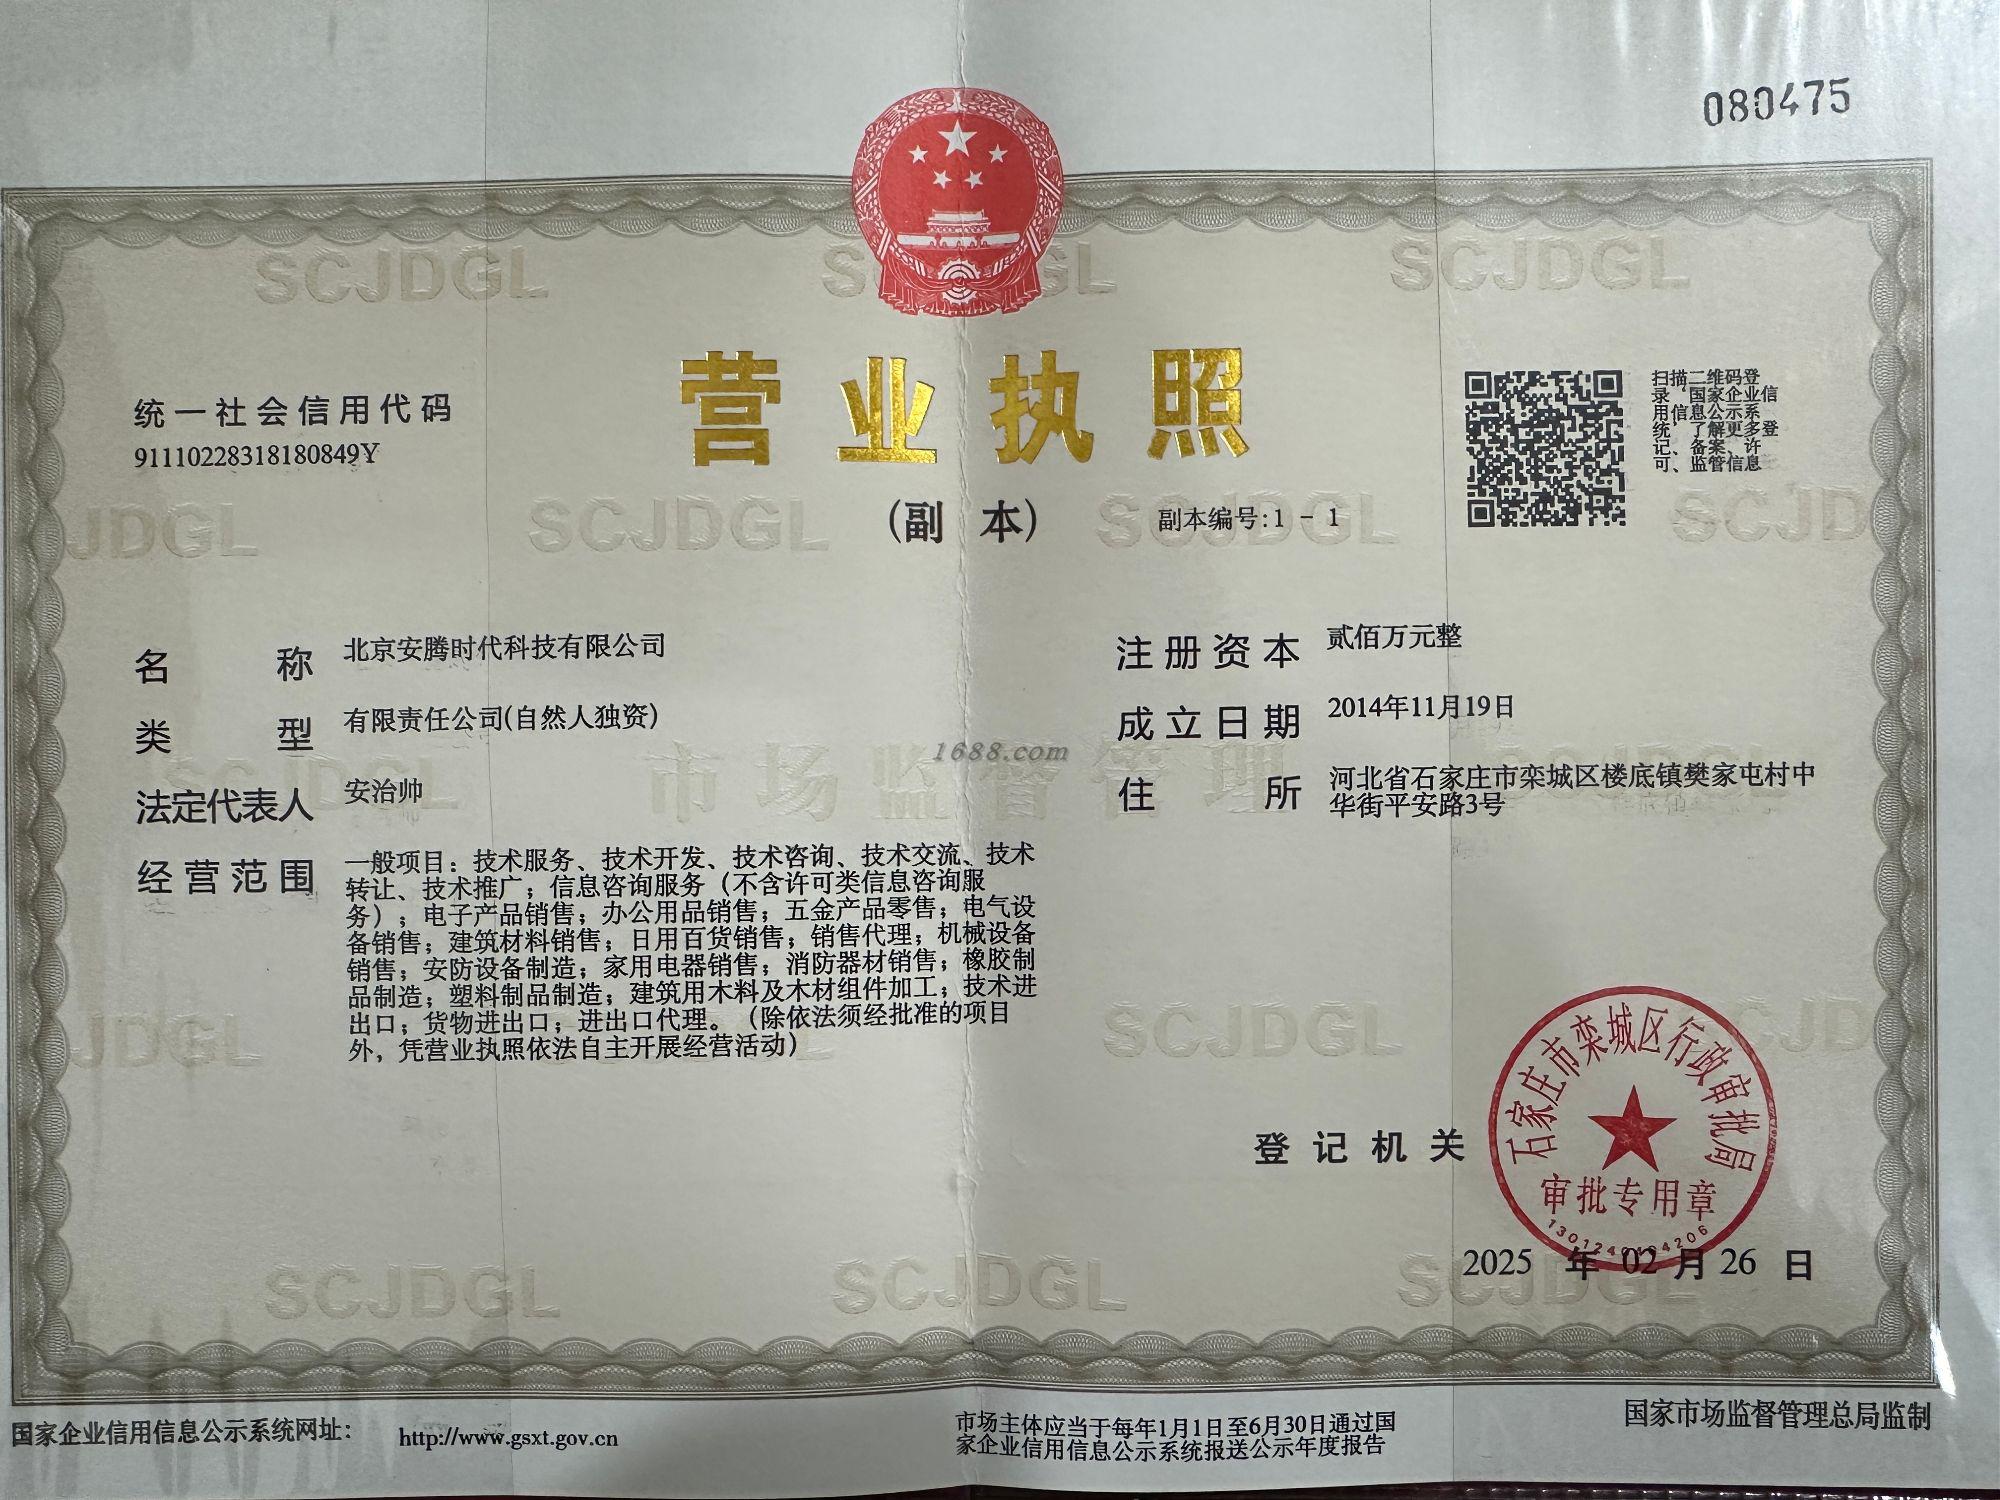 080475
SCJDGL
SCJDGL
营业执照
统一社会信用代码
91110228318180849Y
(副 本)
副本编号:1 - 1
扫描二维码登
录‘国家企业信
用信息公示系
统’了解更多登
记、备案、许
可、监管信息
JDGL
SCJDGL
SCJDGL
SCJD
名称 北京安腾时代科技有限公司
类型 有限责任公司(自然人独资)
法定代表人 安治帅
经营范围 一般项目：技术服务、技术开发、技术咨询、技术交流、技术
转让、技术推广；信息咨询服务（不含许可类信息咨询服
务）；电子产品销售；办公用品销售；五金产品零售；电气设
备销售；建筑材料销售；日用百货销售；销售代理；机械设备
销售；安防设备制造；家用电器销售；消防器材销售；橡胶制
品制造；塑料制品制造；建筑用木料及木材组件加工；技术进
出口；货物进出口；进出口代理。（除依法须经批准的项目
外，凭营业执照依法自主开展经营活动）
注册资本 贰佰万元整
成立日期 2014年11月19日
住所 河北省石家庄市栾城区楼底镇樊家屯村中
华街平安路3号
市场监督管理
1688.com
JDGL
SCJDGL
登记机关
石家庄市栾城区行政审批局
审批专用章
2025 年 02 月 26 日
SCJDGL
SCJDGL
SCJDGL
国家企业信用信息公示系统网址：
http://www.gsxt.gov.cn
市场主体应当于每年1月1日至6月30日通过国
家企业信用信息公示系统报送公示年度报告
国家市场监督管理总局监制